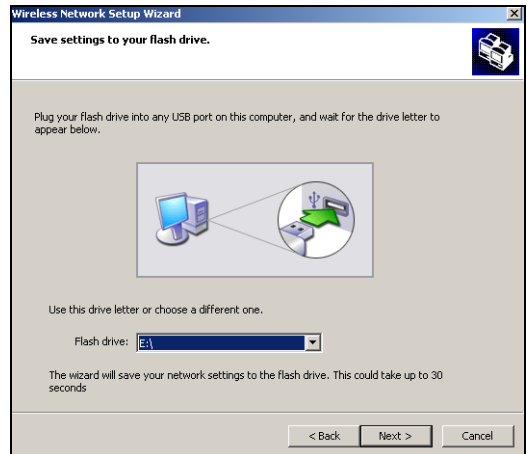 Wireless Network Setup Wizard
Save settings to your flash drive.
Plug your flash drive into any USB port on this computer, and wait for the drive letter to
appear below.
Use this drive letter or choose a different one.
Flash drive: E:\
The wizard will save your network settings to the flash drive. This could take up to 30
seconds
< Back Next > Cancel